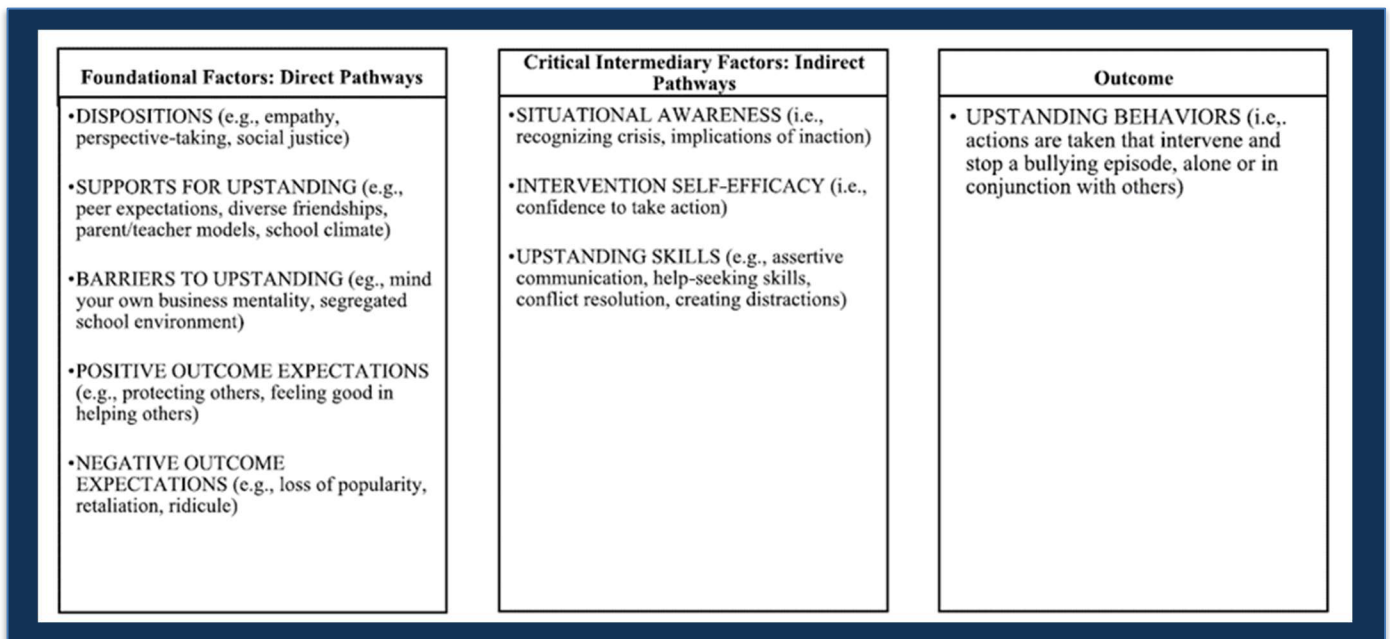 Foundational Factors: Direct Pathways
•DISPOSITIONS (e.g., empathy,
perspective-taking, social justice)
•SUPPORTS FOR UPSTANDING (e.g.,
peer expectations, diverse friendships,
parent/teacher models, school climate)
•BARRIERS TO UPSTANDING (eg., mind
your own business mentality, segregated
school environment)
•POSITIVE OUTCOME EXPECTATIONS
(e.g., protecting others, feeling good in
helping others)
•NEGATIVE OUTCOME
EXPECTATIONS (e.g., loss of popularity,
retaliation, ridicule)
Critical Intermediary Factors: Indirect
Pathways
•SITUATIONAL AWARENESS (i.e.,
recognizing crisis, implications of inaction)
•INTERVENTION SELF-EFFICACY (i.e.,
confidence to take action)
•UPSTANDING SKILLS (e.g., assertive
communication, help-seeking skills,
conflict resolution, creating distractions)
Outcome
• UPSTANDING BEHAVIORS (i.e,.
actions are taken that intervene and
stop a bullying episode, alone or in
conjunction with others)